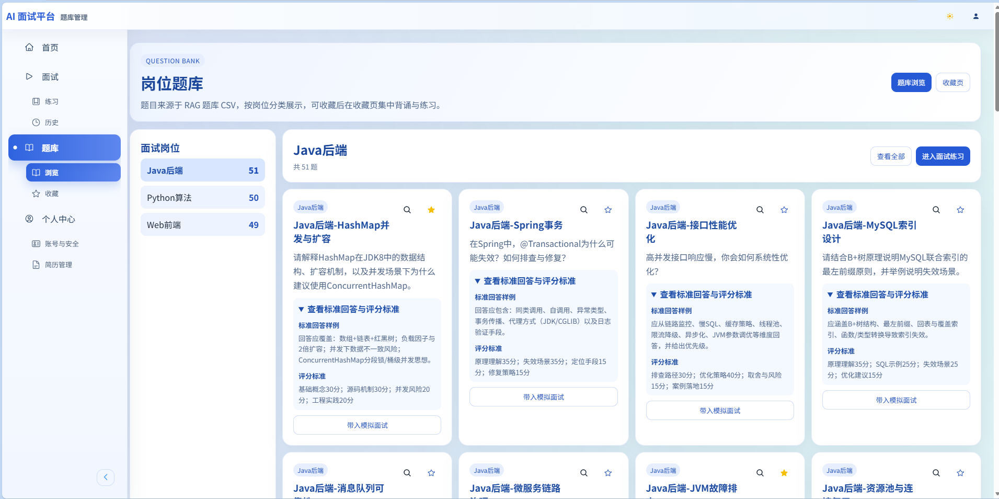 AI 面试平台 题库管理
首页
面试
练习
历史
题库
浏览
收藏
个人中心
账号与安全
简历管理
QUESTION BANK
岗位题库
题目来源于 RAG 题库 CSV，按岗位分类展示，可收藏后在收藏页集中背诵与练习。
题库浏览
收藏页
面试岗位
Java后端 51
Python算法 50
Web前端 49
Java后端
共 51 题
查看全部
进入面试练习
Java后端
Java后端-HashMap并
发与扩容
请解释HashMap在JDK8中的数据结
构、扩容机制，以及并发场景下为什么
建议使用ConcurrentHashMap。
▼ 查看标准回答与评分标准
标准回答样例
回答应覆盖：数组+链表+红黑树；负载因子与
2倍扩容；并发下数据不一致风险；
ConcurrentHashMap分段锁/桶级并发思想。
评分标准
基础概念30分；源码机制30分；并发风险20
分；工程实践20分
带入模拟面试
Java后端
Java后端-Spring事务
在Spring中，@Transactional为什么可
能失效？如何排查与修复？
▼ 查看标准回答与评分标准
标准回答样例
回答应包含：同类调用、自调用、异常类型、
事务传播、代理方式（JDK/CGLIB）以及日志
验证手段。
评分标准
原理理解35分；失效场景35分；定位手段15
分；修复策略15分
带入模拟面试
Java后端
Java后端-接口性能优
化
高并发接口响应慢，你会如何系统性优
化？
▼ 查看标准回答与评分标准
标准回答样例
应从链路监控、慢SQL、缓存策略、线程池、
限流降级、异步化、JVM参数调优等维度回
答，并给出优先级。
评分标准
排查路径30分；优化策略40分；取舍与风险
15分；案例落地15分
带入模拟面试
Java后端
Java后端-MySQL索引
设计
请结合B+树原理说明MySQL联合索引的
最左前缀原则，并举例说明失效场景。
▼ 查看标准回答与评分标准
标准回答样例
应涵盖B+树结构、最左前缀、回表与覆盖索
引、函数/类型转换导致索引失效。
评分标准
原理理解35分；SQL示例25分；失效场景25
分；优化建议15分
带入模拟面试
Java后端
Java后端-消息队列可
Java后端
Java后端-微服务链路
Java后端
Java后端-JVM故障排
Java后端
Java后端-资源池与连